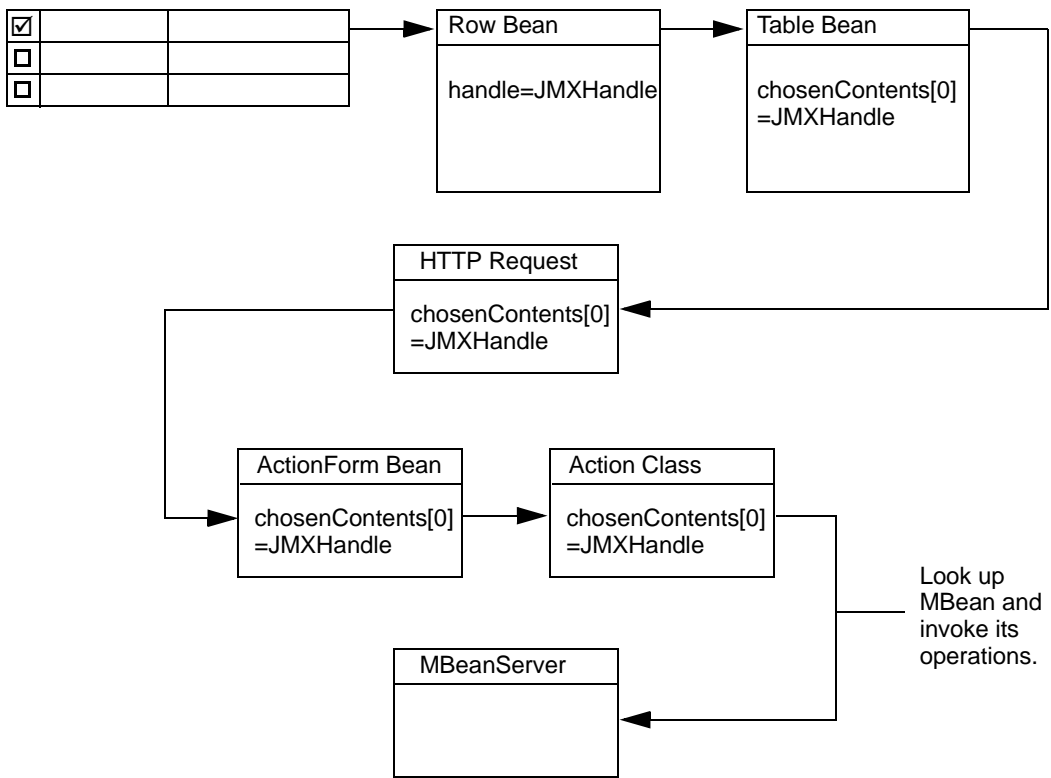 Row Bean
handle=JMXHandle
Table Bean
chosenContents[0]
=JMXHandle
HTTP Request
chosenContents[0]
=JMXHandle
ActionForm Bean
chosenContents[0]
=JMXHandle
Action Class
chosenContents[0]
=JMXHandle
Look up
MBean and
invoke its
operations.
MBeanServer